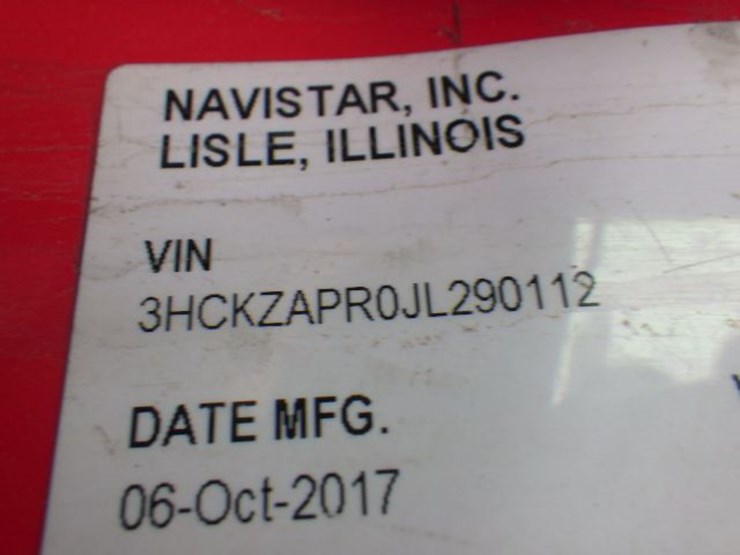 NAVISTAR, INC.
LISLE, ILLINOIS
VIN
3HCKZAPR0JL290112
DATE MFG.
06-Oct-2017